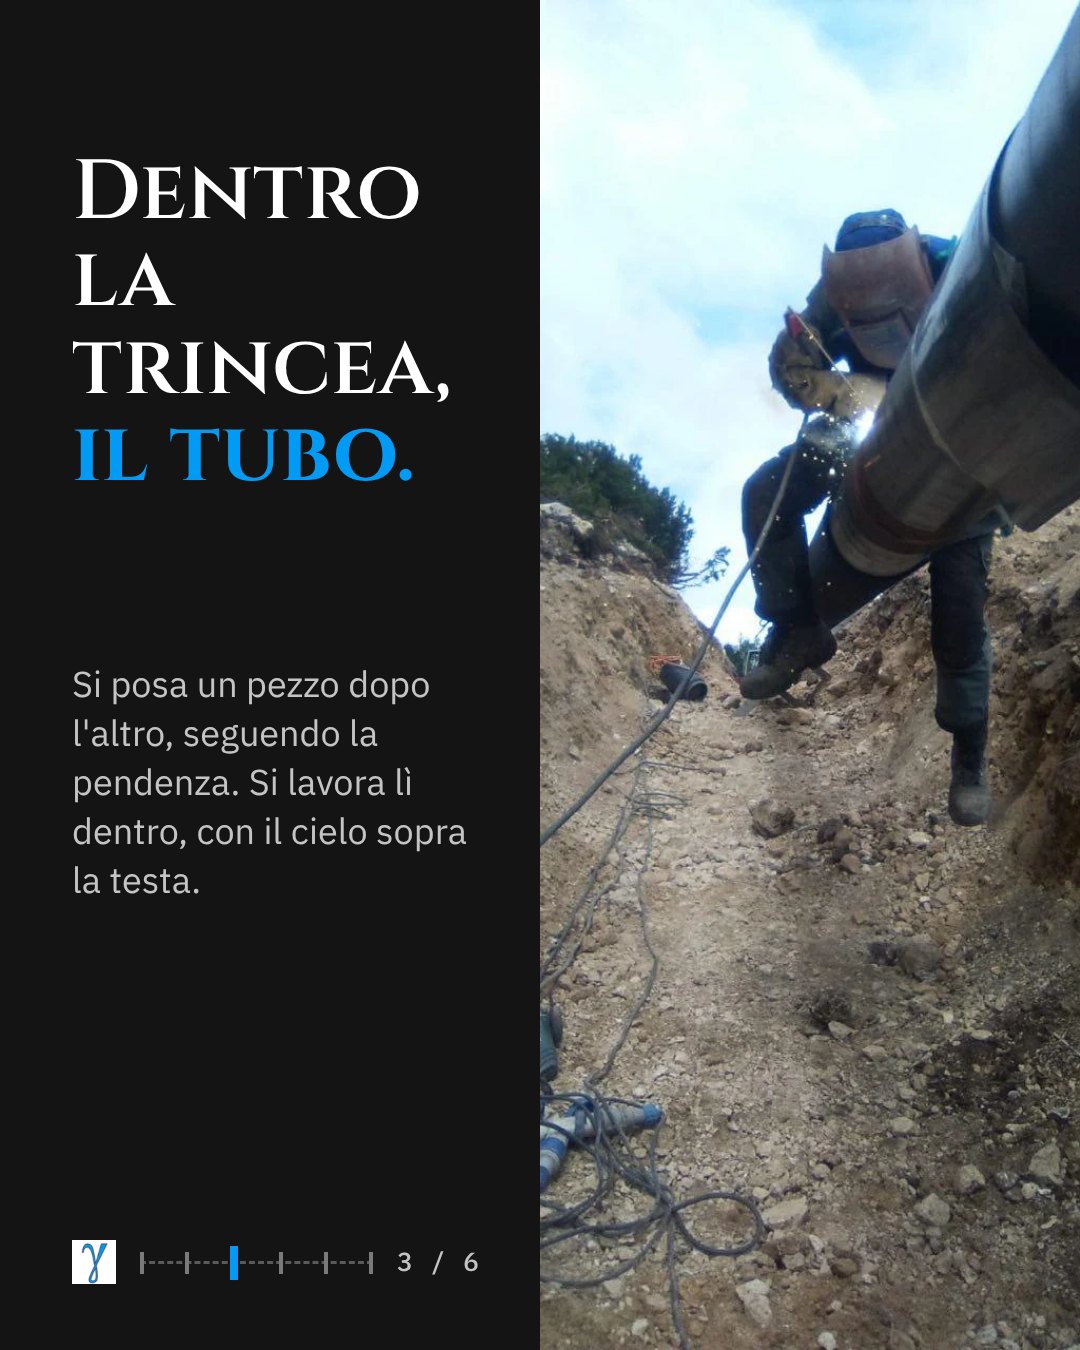 DENTRO
LA
TRINCEA,
IL TUBO.
Si posa un pezzo dopo
l'altro, seguendo la
pendenza. Si lavora lì
dentro, con il cielo sopra
la testa.
γ
3 / 6